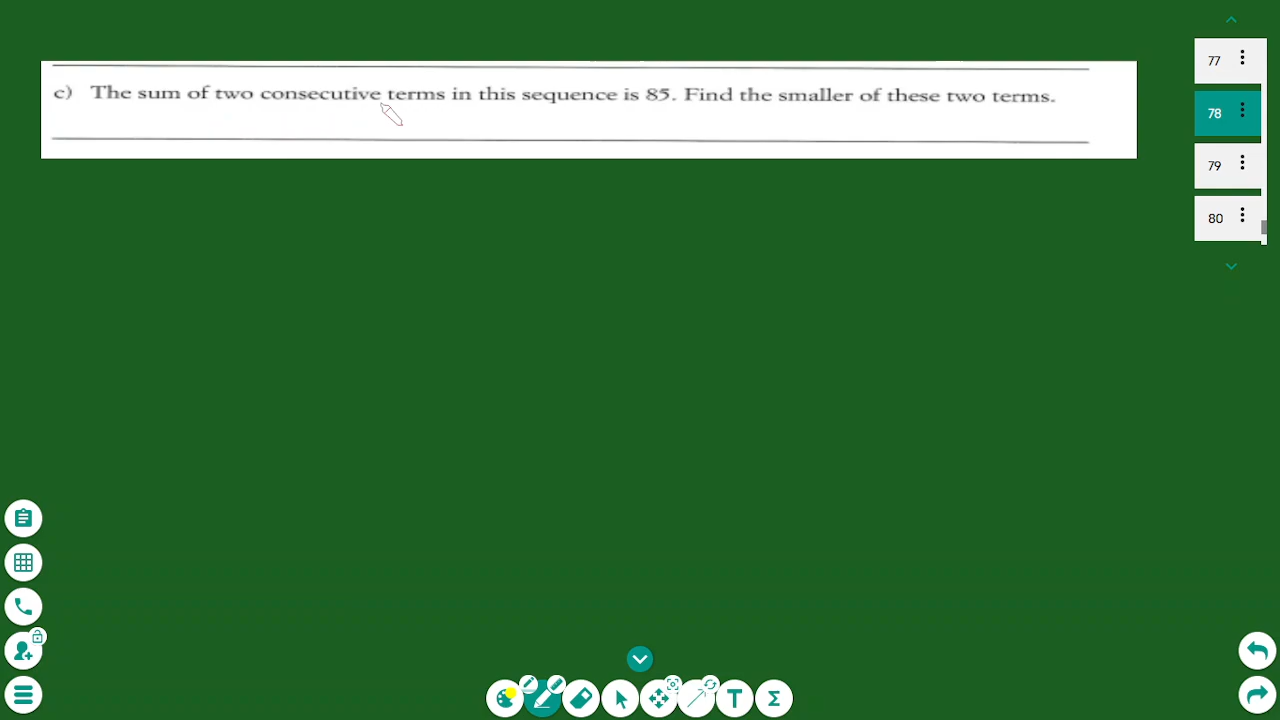 c) The sum of two consecutive terms in this sequence is 85. Find the smaller of these two terms.
77
78
79
80
T
Σ